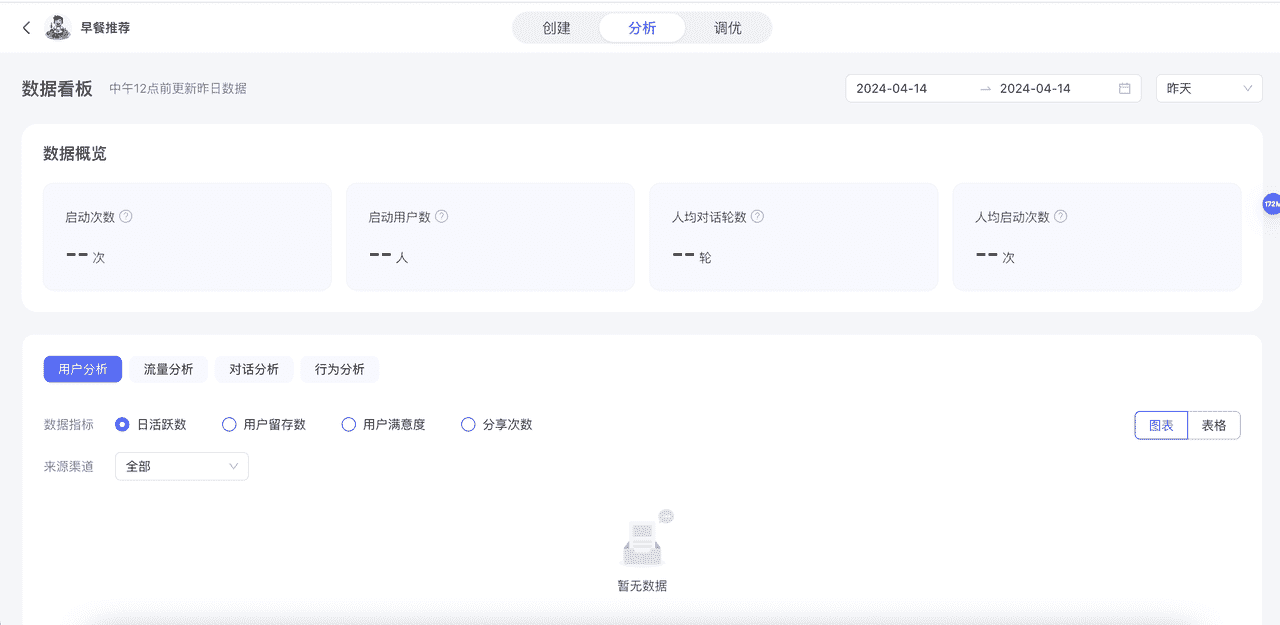 早餐推荐
创建 分析 调优
数据看板 中午12点前更新昨日数据
2024-04-14 → 2024-04-14 昨天
数据概览
启动次数 启动用户数 人均对话轮数 人均启动次数
-- 次 -- 人 -- 轮 -- 次
172M
用户分析 流量分析 对话分析 行为分析
数据指标 日活跃数 用户留存数 用户满意度 分享次数 图表 表格
来源渠道 全部
暂无数据